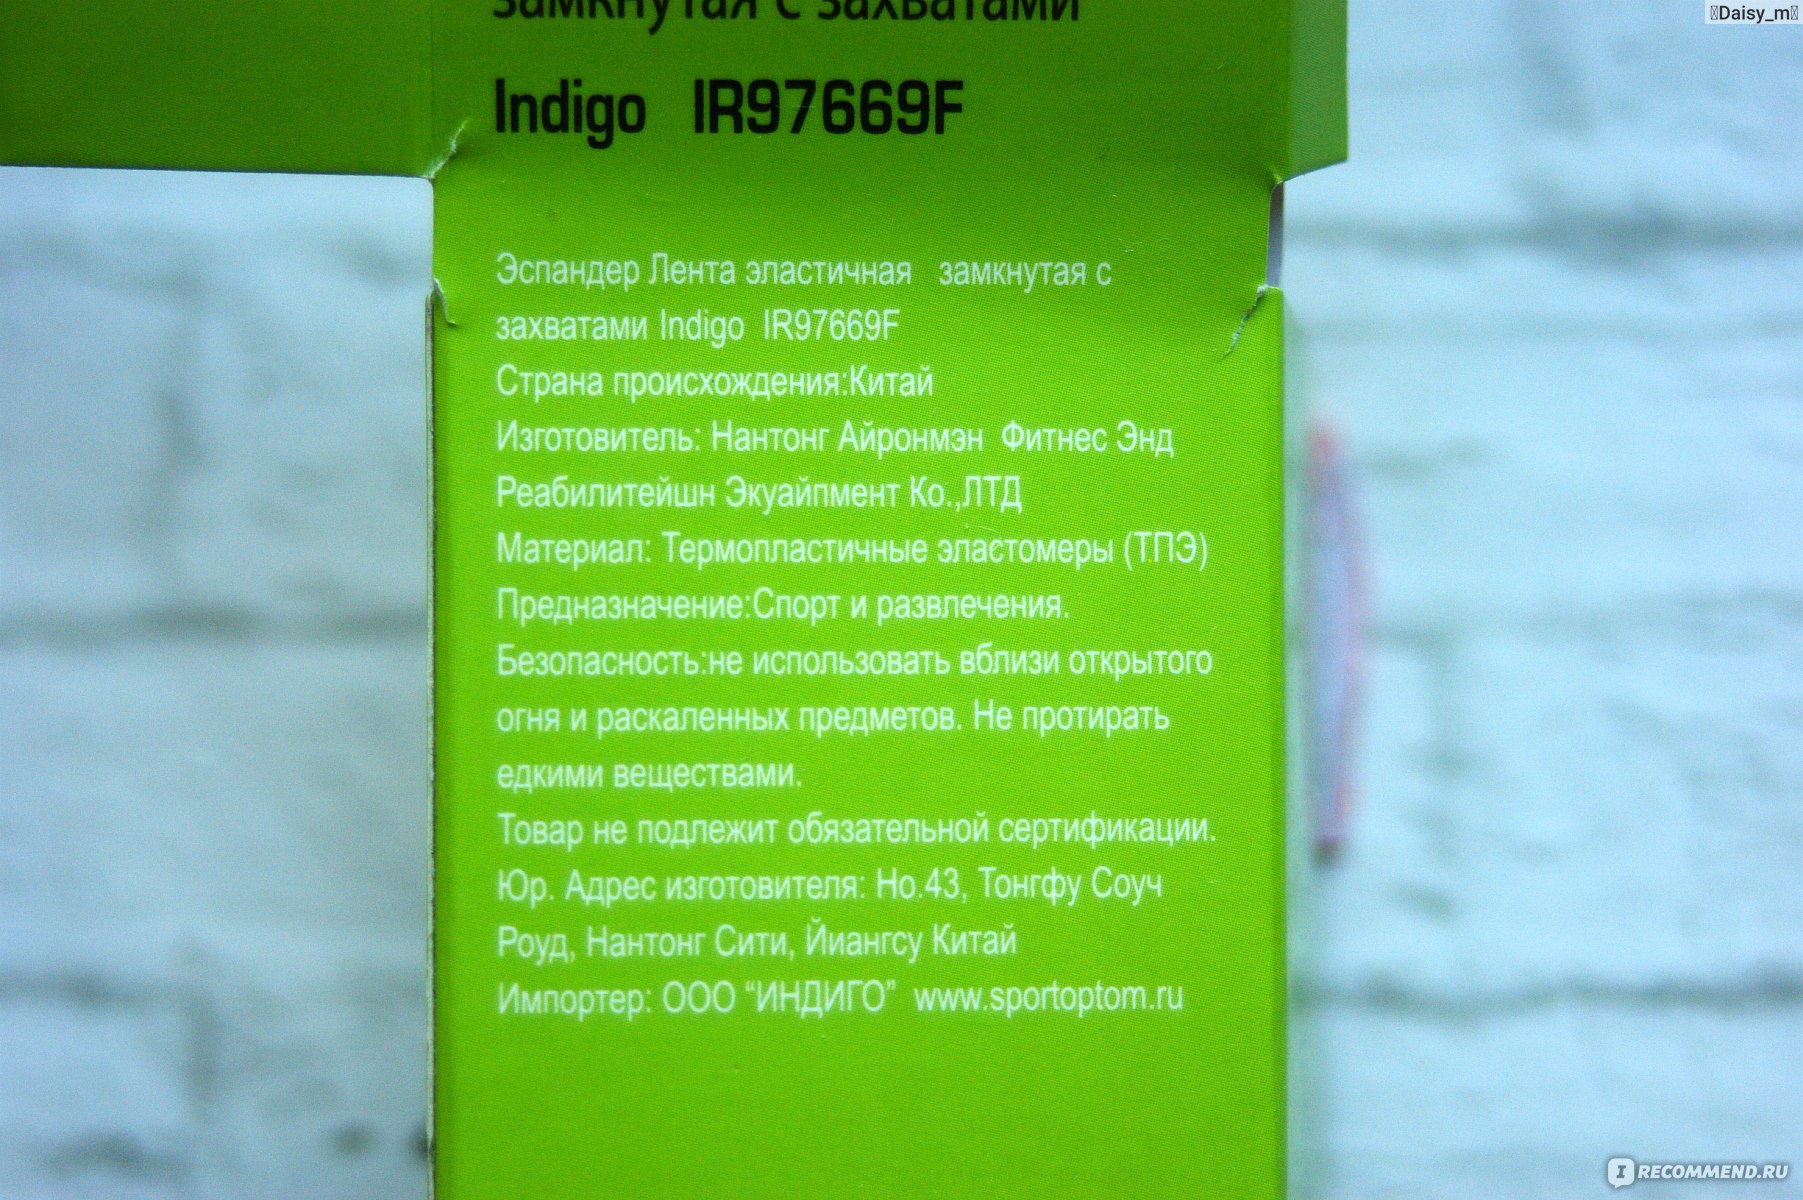 Daisy_m
замкнутая с захватами
Indigo IR97669F
Эспандер Лента эластичная замкнутая с
захватами Indigo IR97669F
Страна происхождения:Китай
Изготовитель: Нантонг Айронмэн Фитнес Энд
Реабилитейшн Экуайпмент Ко.,ЛТД
Материал: Термопластичные эластомеры (ТПЭ)
Предназначение:Спорт и развлечения.
Безопасность:не использовать вблизи открытого
огня и раскаленных предметов. Не протирать
едкими веществами.
Товар не подлежит обязательной сертификации.
Юр. Адрес изготовителя: Но.43, Тонгфу Соуч
Роуд, Нантонг Сити, Йиангсу Китай
Импортер: ООО “ИНДИГО” www.sportoptom.ru
IRECOMMEND.RU